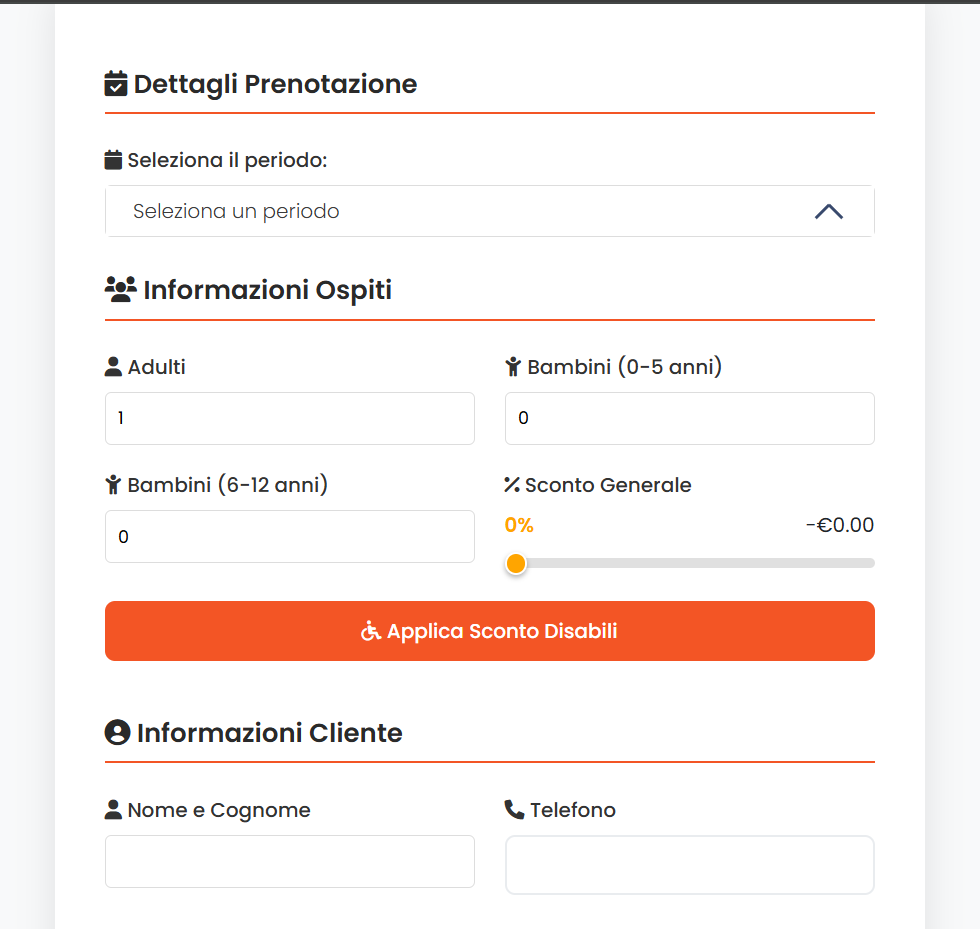 Dettagli Prenotazione
Seleziona il periodo:
Seleziona un periodo
Informazioni Ospiti
Adulti
Bambini (0-5 anni)
1
0
Bambini (6-12 anni)
Sconto Generale
0
0%
-€0.00
Applica Sconto Disabili
Informazioni Cliente
Nome e Cognome
Telefono